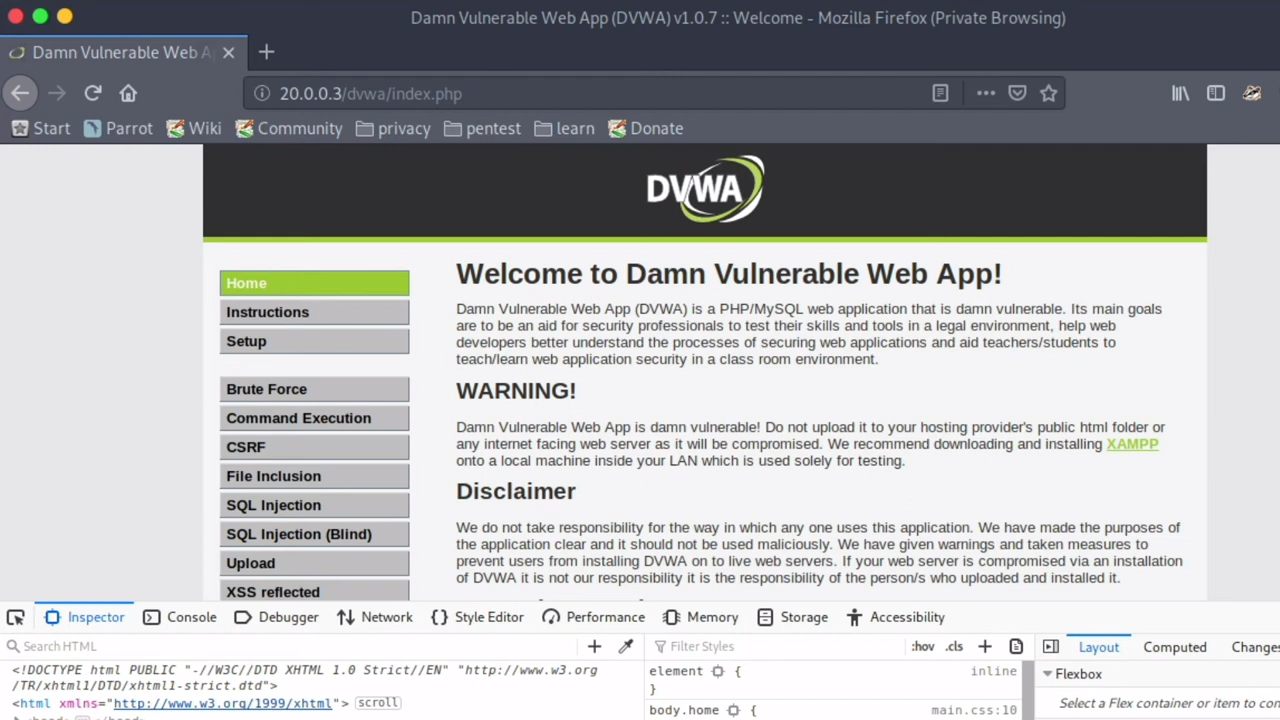 Damn Vulnerable Web App (DVWA) v1.0.7 :: Welcome - Mozilla Firefox (Private Browsing)
Damn Vulnerable Web A
20.0.0.3/dvwa/index.php
Start Parrot Wiki Community privacy pentest learn Donate
DVWA
Home
Instructions
Setup
Brute Force
Command Execution
CSRF
File Inclusion
SQL Injection
SQL Injection (Blind)
Upload
XSS reflected
Welcome to Damn Vulnerable Web App!
Damn Vulnerable Web App (DVWA) is a PHP/MySQL web application that is damn vulnerable. Its main goals
are to be an aid for security professionals to test their skills and tools in a legal environment, help web
developers better understand the processes of securing web applications and aid teachers/students to
teach/learn web application security in a class room environment.
WARNING!
Damn Vulnerable Web App is damn vulnerable! Do not upload it to your hosting provider's public html folder or
any internet facing web server as it will be compromised. We recommend downloading and installing XAMPP
onto a local machine inside your LAN which is used solely for testing.
Disclaimer
We do not take responsibility for the way in which any one uses this application. We have made the purposes of
the application clear and it should not be used maliciously. We have given warnings and taken measures to
prevent users from installing DVWA on to live web servers. If your web server is compromised via an installation
of DVWA it is not our responsibility it is the responsibility of the person/s who uploaded and installed it.
Inspector Console Debugger Network Style Editor Performance Memory Storage Accessibility
Search HTML
<!DOCTYPE html PUBLIC "-//W3C//DTD XHTML 1.0 Strict//EN" "http://www.w3.org
/TR/xhtml1/DTD/xhtml1-strict.dtd">
<html xmlns="http://www.w3.org/1999/xhtml"> scroll
Filter Styles :hov .cls
element { inline
}
body.home { main.css:10
Layout Computed Changes
Flexbox
Select a Flex container or item to con